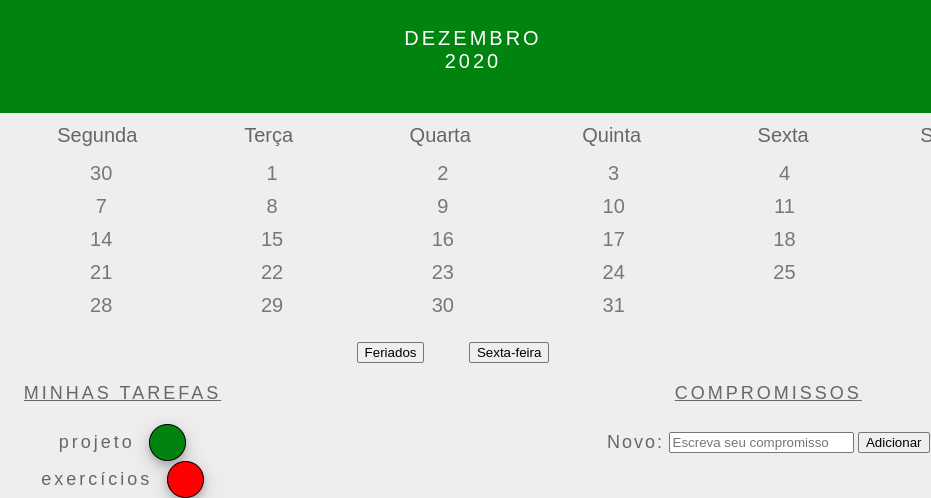 DEZEMBRO
2020
Segunda Terça Quarta Quinta Sexta
30 1 2 3 4
7 8 9 10 11
14 15 16 17 18
21 22 23 24 25
28 29 30 31
Feriados Sexta-feira
MINHAS TAREFAS COMPROMISSOS
projeto Novo: Escreva seu compromisso Adicionar
exercícios